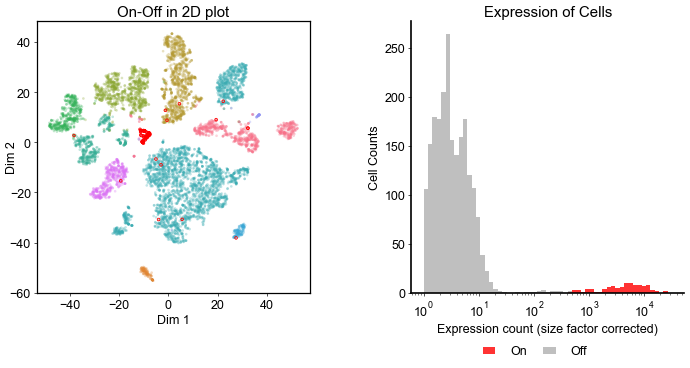 On-Off in 2D plot
Dim 2
40
20
0
−20
−40
−60
−40 −20 0 20 40
Dim 1
Expression of Cells
Cell Counts
250
200
150
100
50
0
10^0 10^1 10^2 10^3 10^4
Expression count (size factor corrected)
On Off